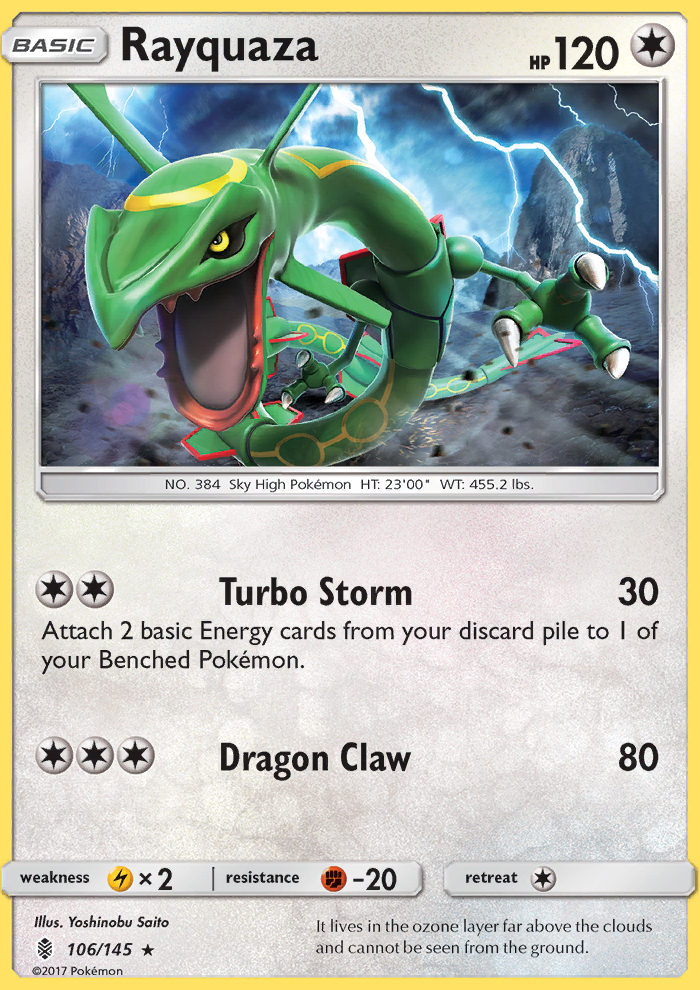 BASIC Rayquaza HP 120
NO. 384 Sky High Pokémon HT: 23'00" WT: 455.2 lbs.
Turbo Storm 30
Attach 2 basic Energy cards from your discard pile to 1 of
your Benched Pokémon.
Dragon Claw 80
weakness ×2 resistance -20 retreat
Illus. Yoshinobu Saito
106/145 ★
©2017 Pokémon
It lives in the ozone layer far above the clouds
and cannot be seen from the ground.